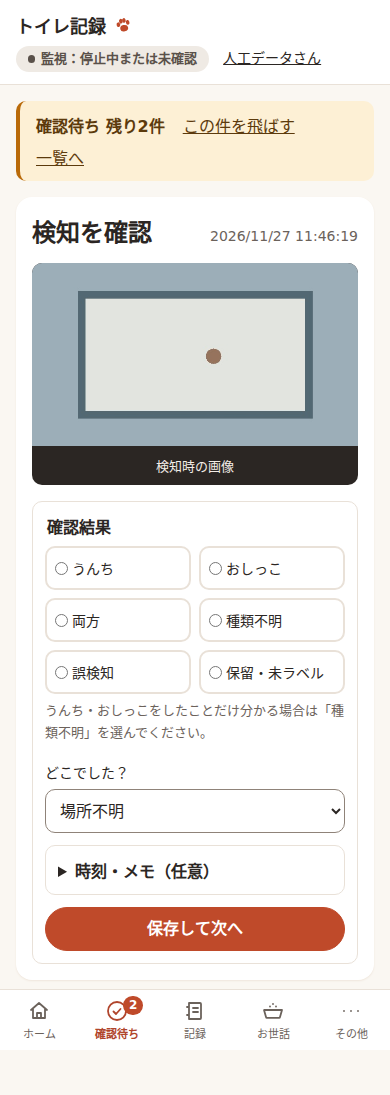 トイレ記録
監視：停止中または未確認 人工データさん
確認待ち 残り2件 この件を飛ばす
一覧へ
検知を確認 2026/11/27 11:46:19
検知時の画像
確認結果
うんち おしっこ
両方 種類不明
誤検知 保留・未ラベル
うんち・おしっこをしたことだけ分かる場合は「種
類不明」を選んでください。
どこでした？
場所不明
時刻・メモ（任意）
保存して次へ
2
ホーム 確認待ち 記録 お世話 その他